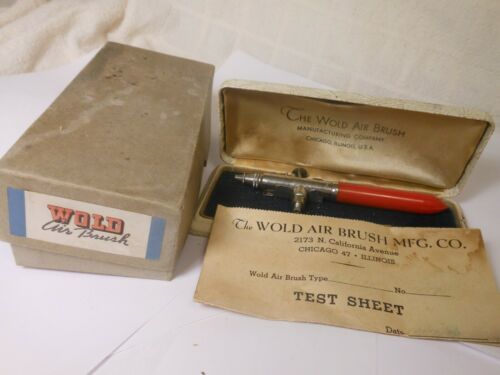 WOLD
Air Brush
The WOLD AIR BRUSH
MANUFACTURING COMPANY
CHICAGO, ILLINOIS, U.S.A.
The WOLD AIR BRUSH MFG. CO.
2173 N. California Avenue
CHICAGO 47 • ILLINOIS
Wold Air Brush Type No
TEST SHEET
Date